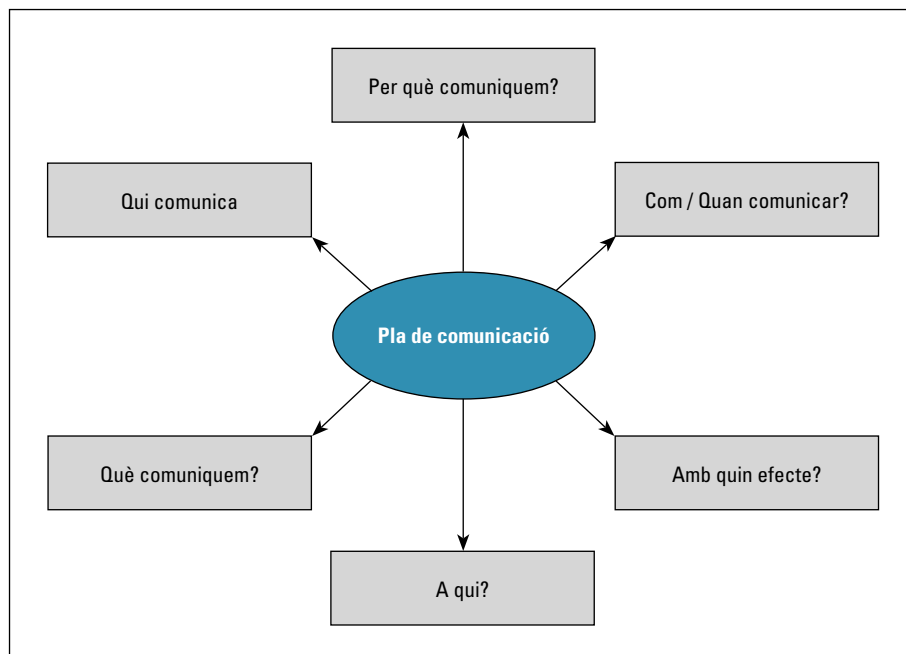 Per què comuniquem?
Qui comunica
Com / Quan comunicar?
Pla de comunicació
Què comuniquem?
Amb quin efecte?
A qui?